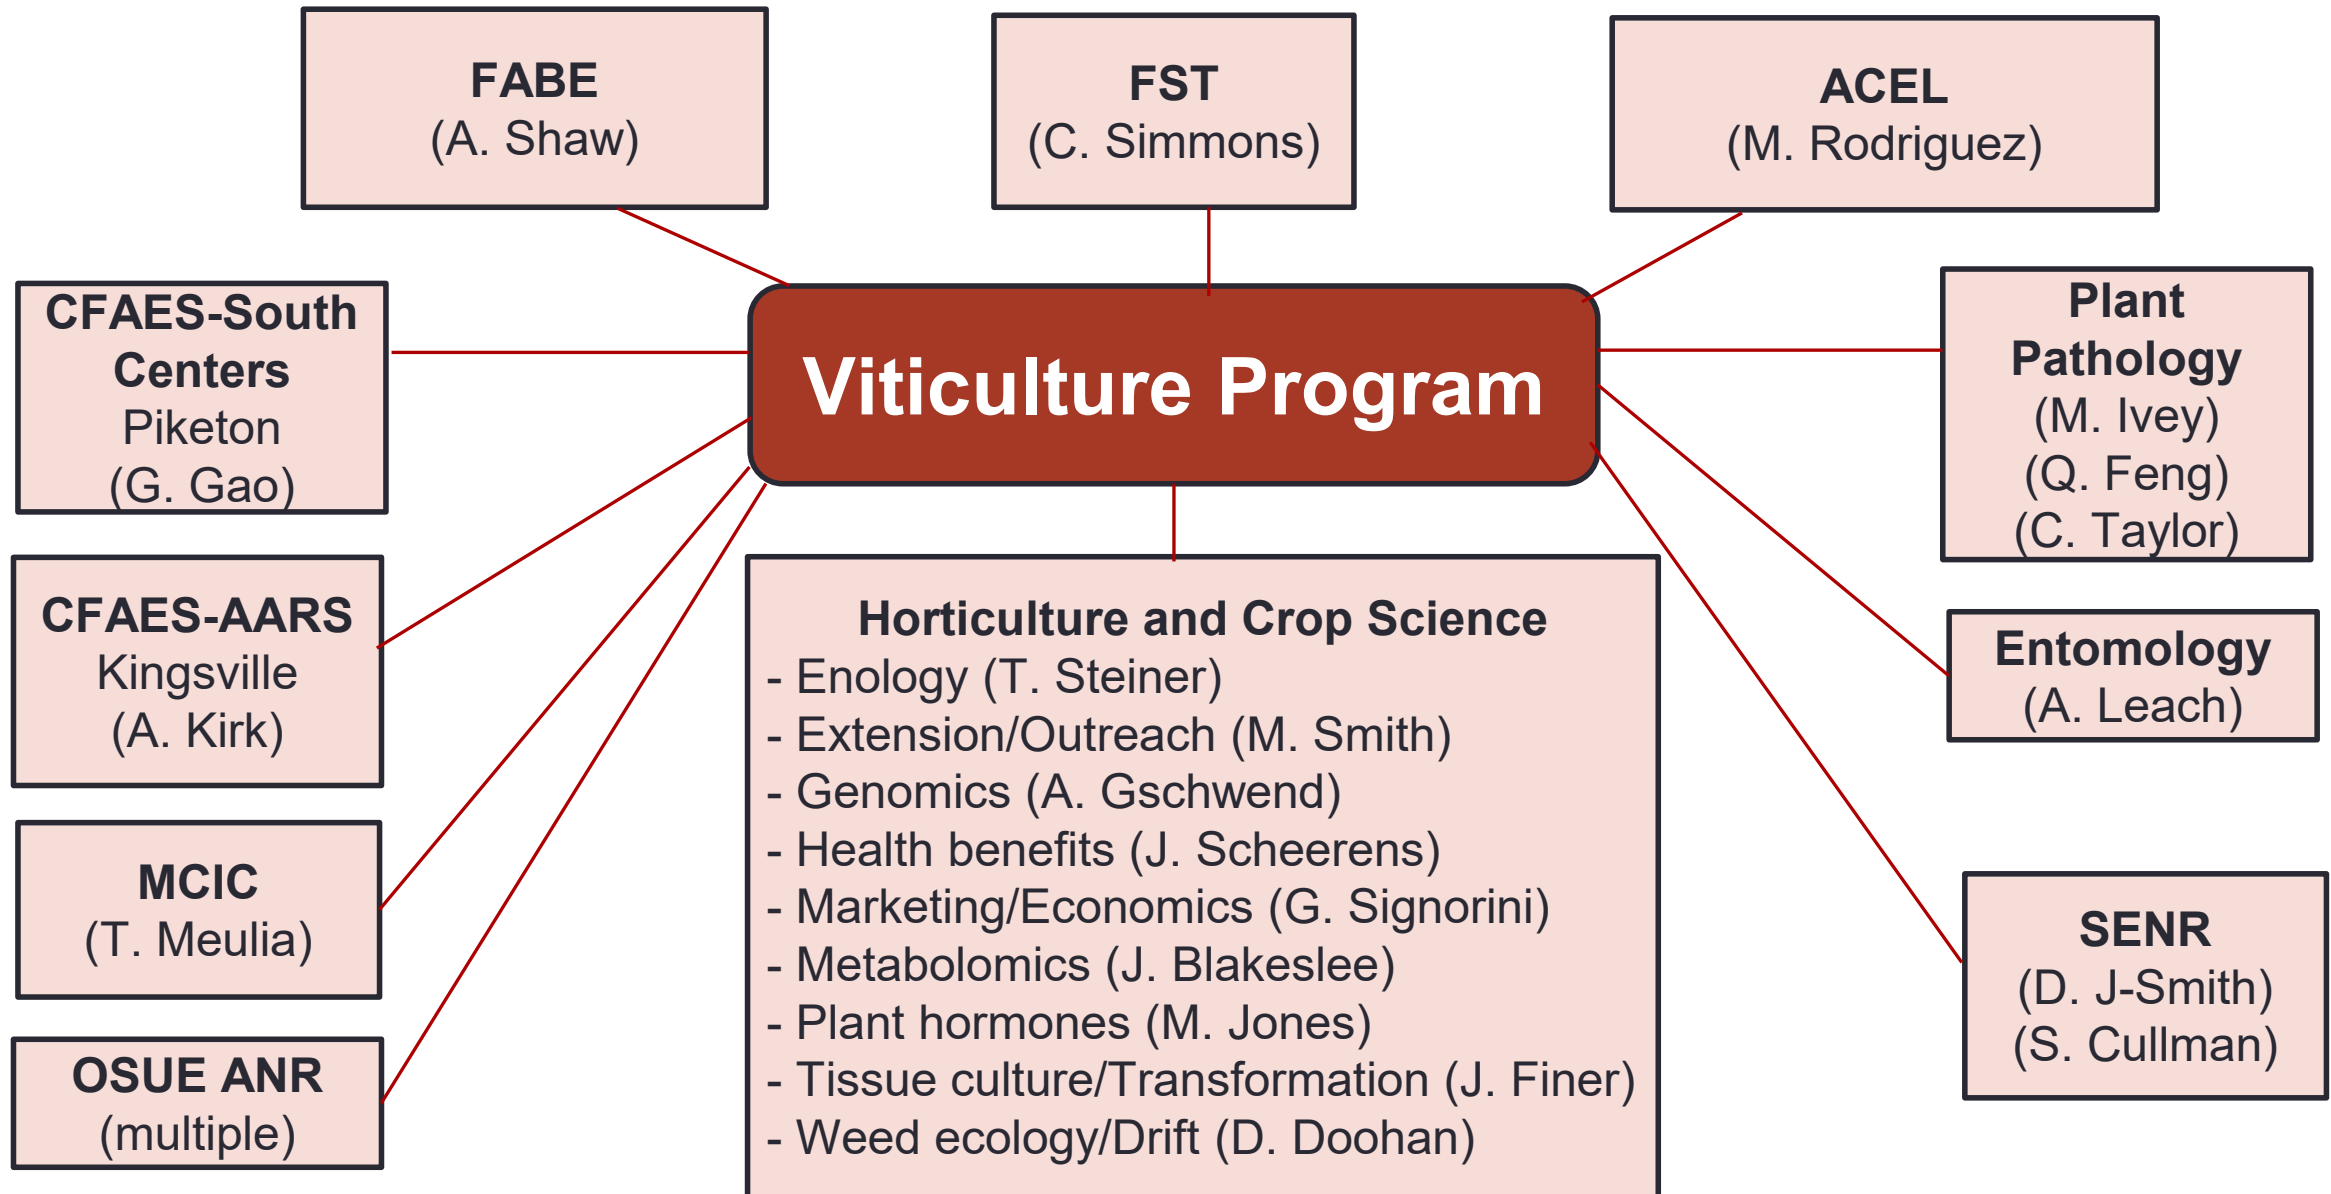 FABE
(A. Shaw)
FST
(C. Simmons)
ACEL
(M. Rodriguez)
CFAES-South
Centers
Piketon
(G. Gao)
Viticulture Program
Plant
Pathology
(M. Ivey)
(Q. Feng)
(C. Taylor)
CFAES-AARS
Kingsville
(A. Kirk)
Horticulture and Crop Science
- Enology (T. Steiner)
- Extension/Outreach (M. Smith)
- Genomics (A. Gschwend)
- Health benefits (J. Scheerens)
- Marketing/Economics (G. Signorini)
- Metabolomics (J. Blakeslee)
- Plant hormones (M. Jones)
- Tissue culture/Transformation (J. Finer)
- Weed ecology/Drift (D. Doohan)
Entomology
(A. Leach)
MCIC
(T. Meulia)
SENR
(D. J-Smith)
(S. Cullman)
OSUE ANR
(multiple)